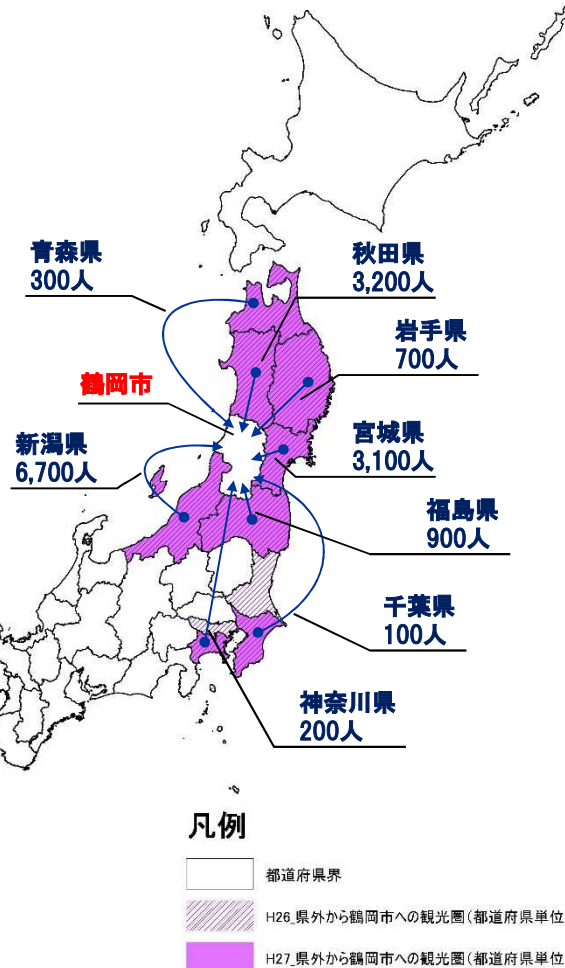 青森県
300人
秋田県
3,200人
岩手県
700人
鶴岡市
宮城県
3,100人
新潟県
6,700人
福島県
900人
千葉県
100人
神奈川県
200人
凡例
都道府県界
H26_県外から鶴岡市への観光圏(都道府県単位
H27_県外から鶴岡市への観光圏(都道府県単位